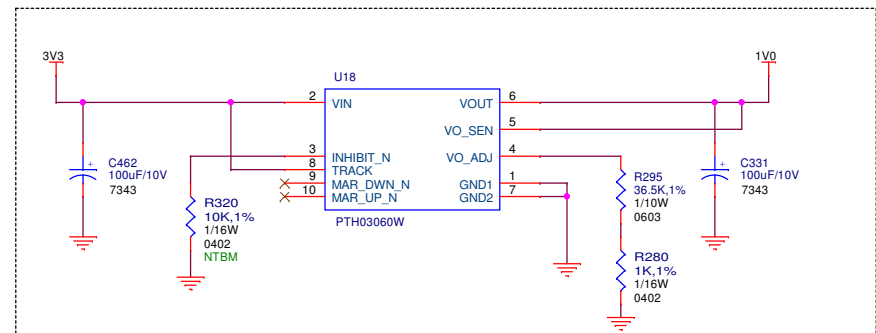 3V3
1V0
U18
2
VIN
VOUT
6
VO_SEN
5
3
INHIBIT_N
VO_ADJ
4
8
TRACK
9
MAR_DWN_N
GND1
1
10
MAR_UP_N
GND2
7
PTH03060W
+
C462
100uF/10V
7343
R320
10K,1%
1/16W
0402
NTBM
R295
36.5K,1%
1/10W
0603
R280
1K,1%
1/16W
0402
+
C331
100uF/10V
7343